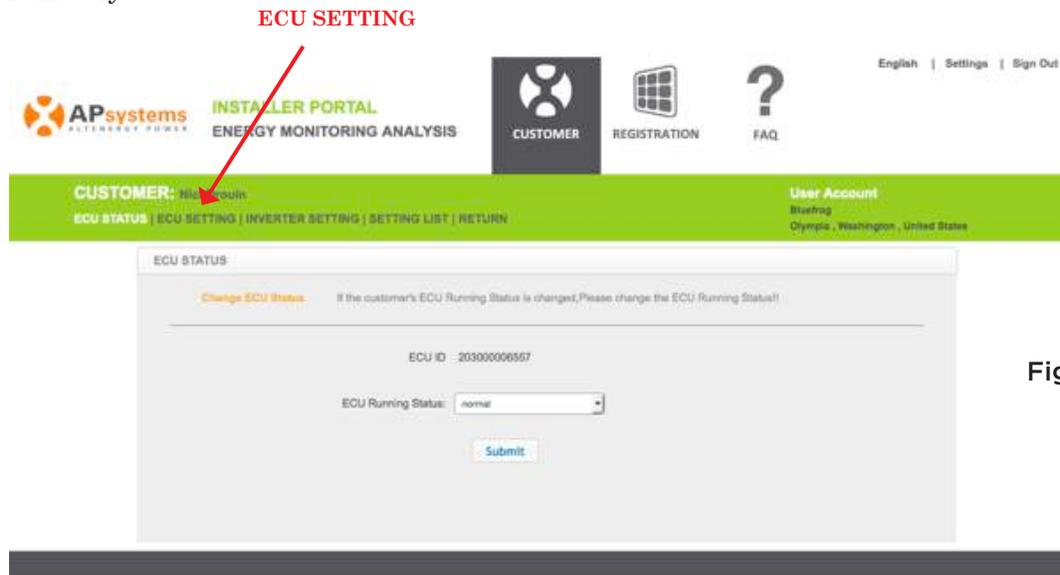 ECU SETTING
English | Settings | Sign Out
APsystems
ALTENERGY POWER
INSTALLER PORTAL
ENERGY MONITORING ANALYSIS
CUSTOMER
REGISTRATION
FAQ
CUSTOMER:
User Account
Bluefrog
Olympia , Washington , United States
ECU STATUS | ECU SETTING | INVERTER SETTING | SETTING LIST | RETURN
ECU STATUS
Change ECU Status
If the customer's ECU Running Status is changed,Please change the ECU Running Status!!
ECU ID 203000006557
ECU Running Status: normal
Submit
Fig